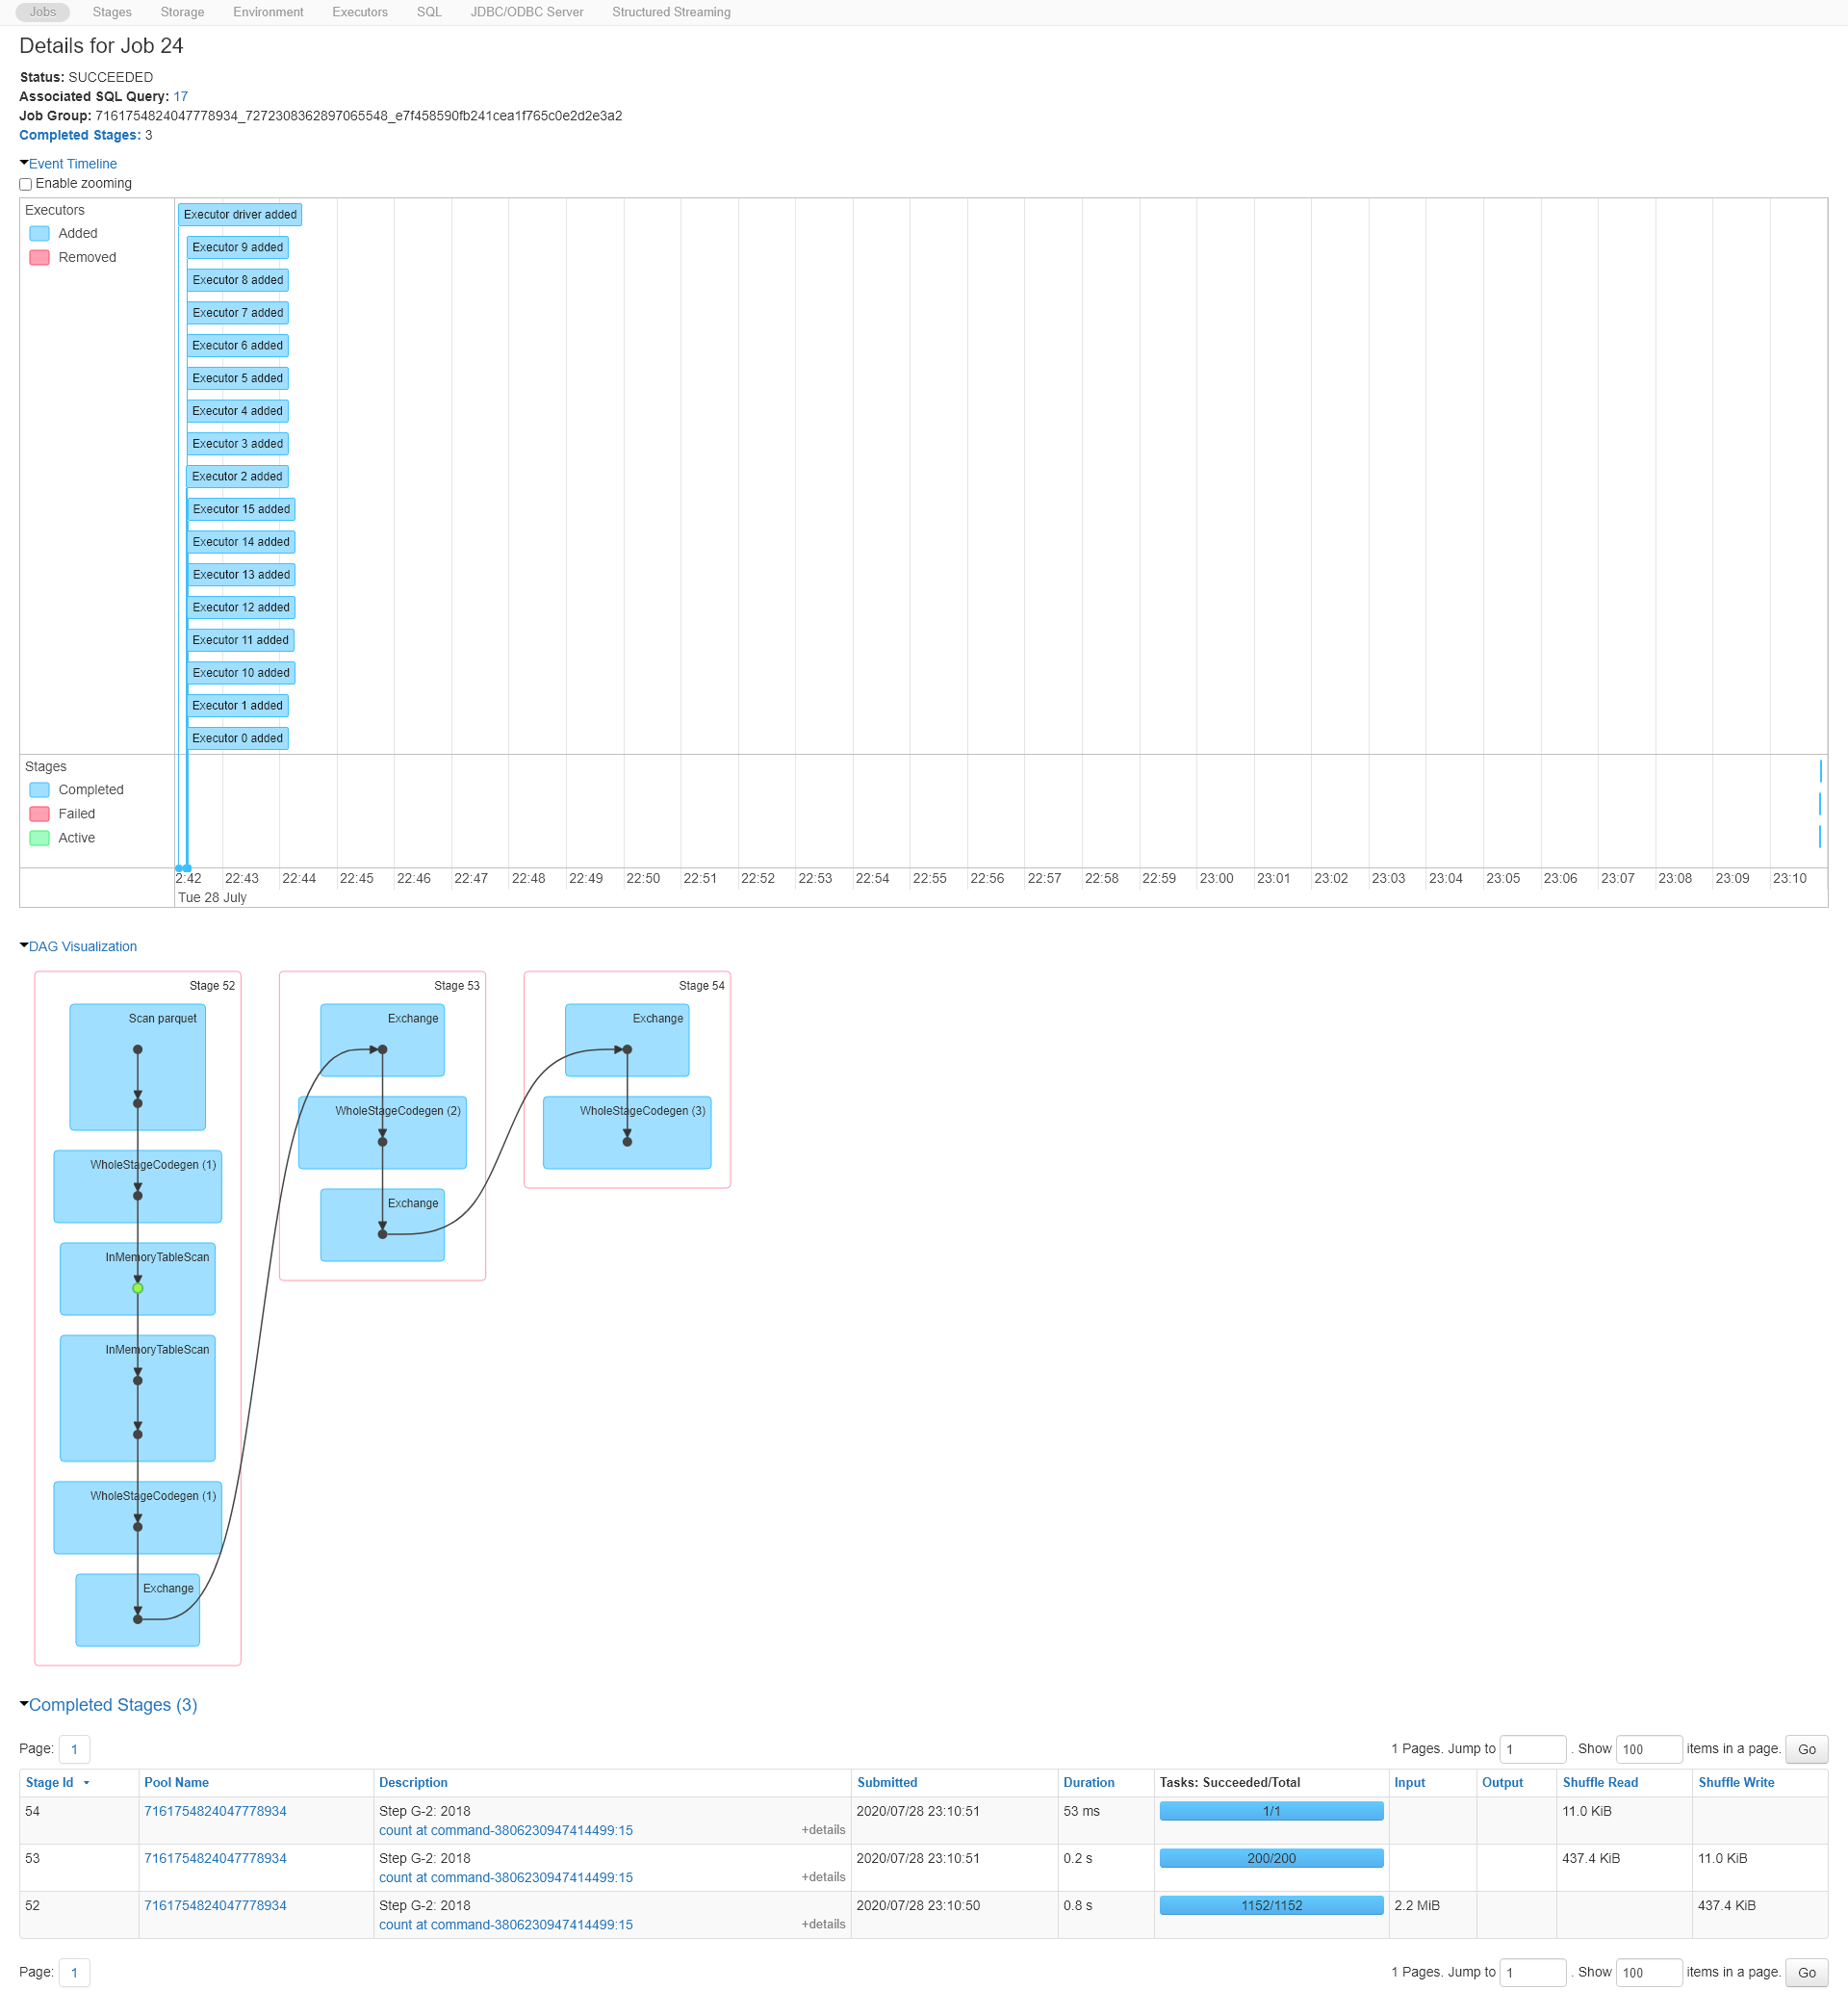 Jobs Stages Storage Environment Executors SQL JDBC/ODBC Server Structured Streaming
Details for Job 24
Status: SUCCEEDED
Associated SQL Query: 17
Job Group: 7161754824047778934_7272308362897065548_e7f458590fb241cea1f765c0e2d2e3a2
Completed Stages: 3
Event Timeline
Enable zooming
Executors
Added
Removed
Executor driver added
Executor 9 added
Executor 8 added
Executor 7 added
Executor 6 added
Executor 5 added
Executor 4 added
Executor 3 added
Executor 2 added
Executor 15 added
Executor 14 added
Executor 13 added
Executor 12 added
Executor 11 added
Executor 10 added
Executor 1 added
Executor 0 added
Stages
Completed
Failed
Active
2:42 22:43 22:44 22:45 22:46 22:47 22:48 22:49 22:50 22:51 22:52 22:53 22:54 22:55 22:56 22:57 22:58 22:59 23:00 23:01 23:02 23:03 23:04 23:05 23:06 23:07 23:08 23:09 23:10
Tue 28 July
DAG Visualization
Stage 52
Scan parquet
WholeStageCodegen (1)
InMemoryTableScan
InMemoryTableScan
WholeStageCodegen (1)
Exchange
Stage 53
Exchange
WholeStageCodegen (2)
Exchange
Stage 54
Exchange
WholeStageCodegen (3)
Completed Stages (3)
Page: 1 1 Pages. Jump to 1 . Show 100 items in a page. Go
Stage Id Pool Name Description Submitted Duration Tasks: Succeeded/Total Input Output Shuffle Read Shuffle Write
54 7161754824047778934 Step G-2: 2018 2020/07/28 23:10:51 53 ms 1/1 11.0 KiB
count at command-3806230947414499:15 +details
53 7161754824047778934 Step G-2: 2018 2020/07/28 23:10:51 0.2 s 200/200 437.4 KiB 11.0 KiB
count at command-3806230947414499:15 +details
52 7161754824047778934 Step G-2: 2018 2020/07/28 23:10:50 0.8 s 1152/1152 2.2 MiB 437.4 KiB
count at command-3806230947414499:15 +details
Page: 1 1 Pages. Jump to 1 . Show 100 items in a page. Go